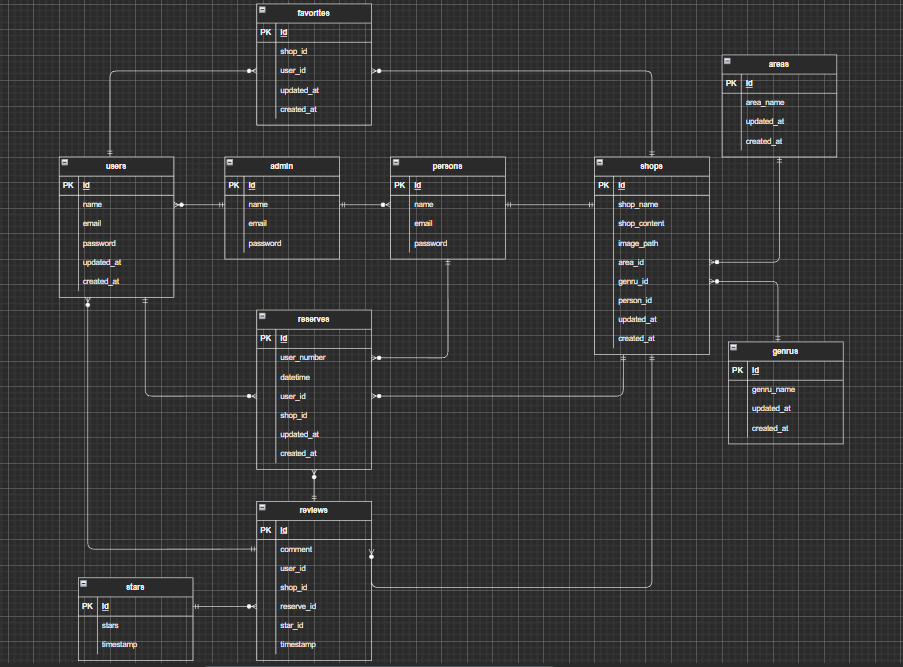 favorites
PK id
shop_id
user_id
updated_at
created_at
areas
PK id
area_name
updated_at
created_at
users
PK id
name
email
password
updated_at
created_at
admin
PK id
name
email
password
persons
PK id
name
email
password
shops
PK id
shop_name
shop_content
image_path
area_id
genru_id
person_id
updated_at
created_at
reserves
PK id
user_number
datetime
user_id
shop_id
updated_at
created_at
genrus
PK id
genru_name
updated_at
created_at
reviews
PK id
comment
user_id
shop_id
reserve_id
star_id
timestamp
stars
PK id
stars
timestamp